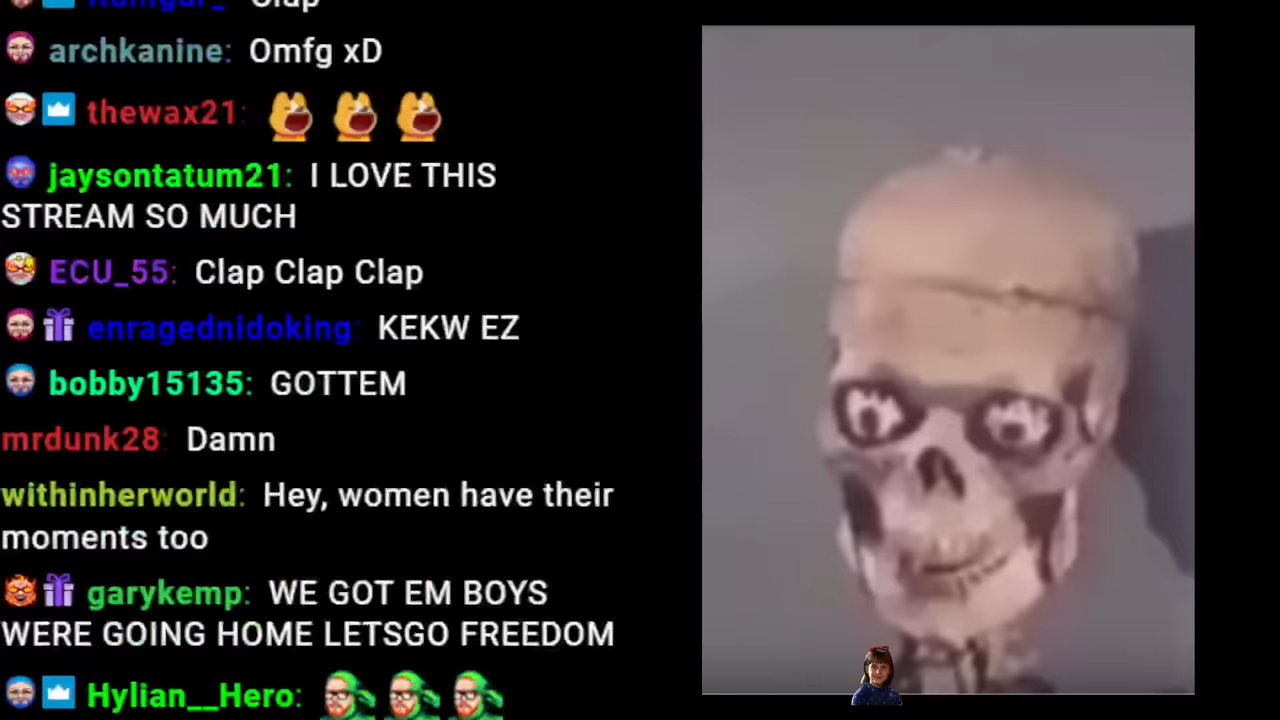 Clap
archkanine: Omfg xD
thewax21:
jaysontatum21: I LOVE THIS
STREAM SO MUCH
ECU_55: Clap Clap Clap
enragednidoking: KEKW EZ
bobby15135: GOTTEM
mrdunk28 Damn
withinherworld: Hey, women have their
moments too
garykemp: WE GOT EM BOYS
WERE GOING HOME LETSGO FREEDOM
Hylian__Hero: